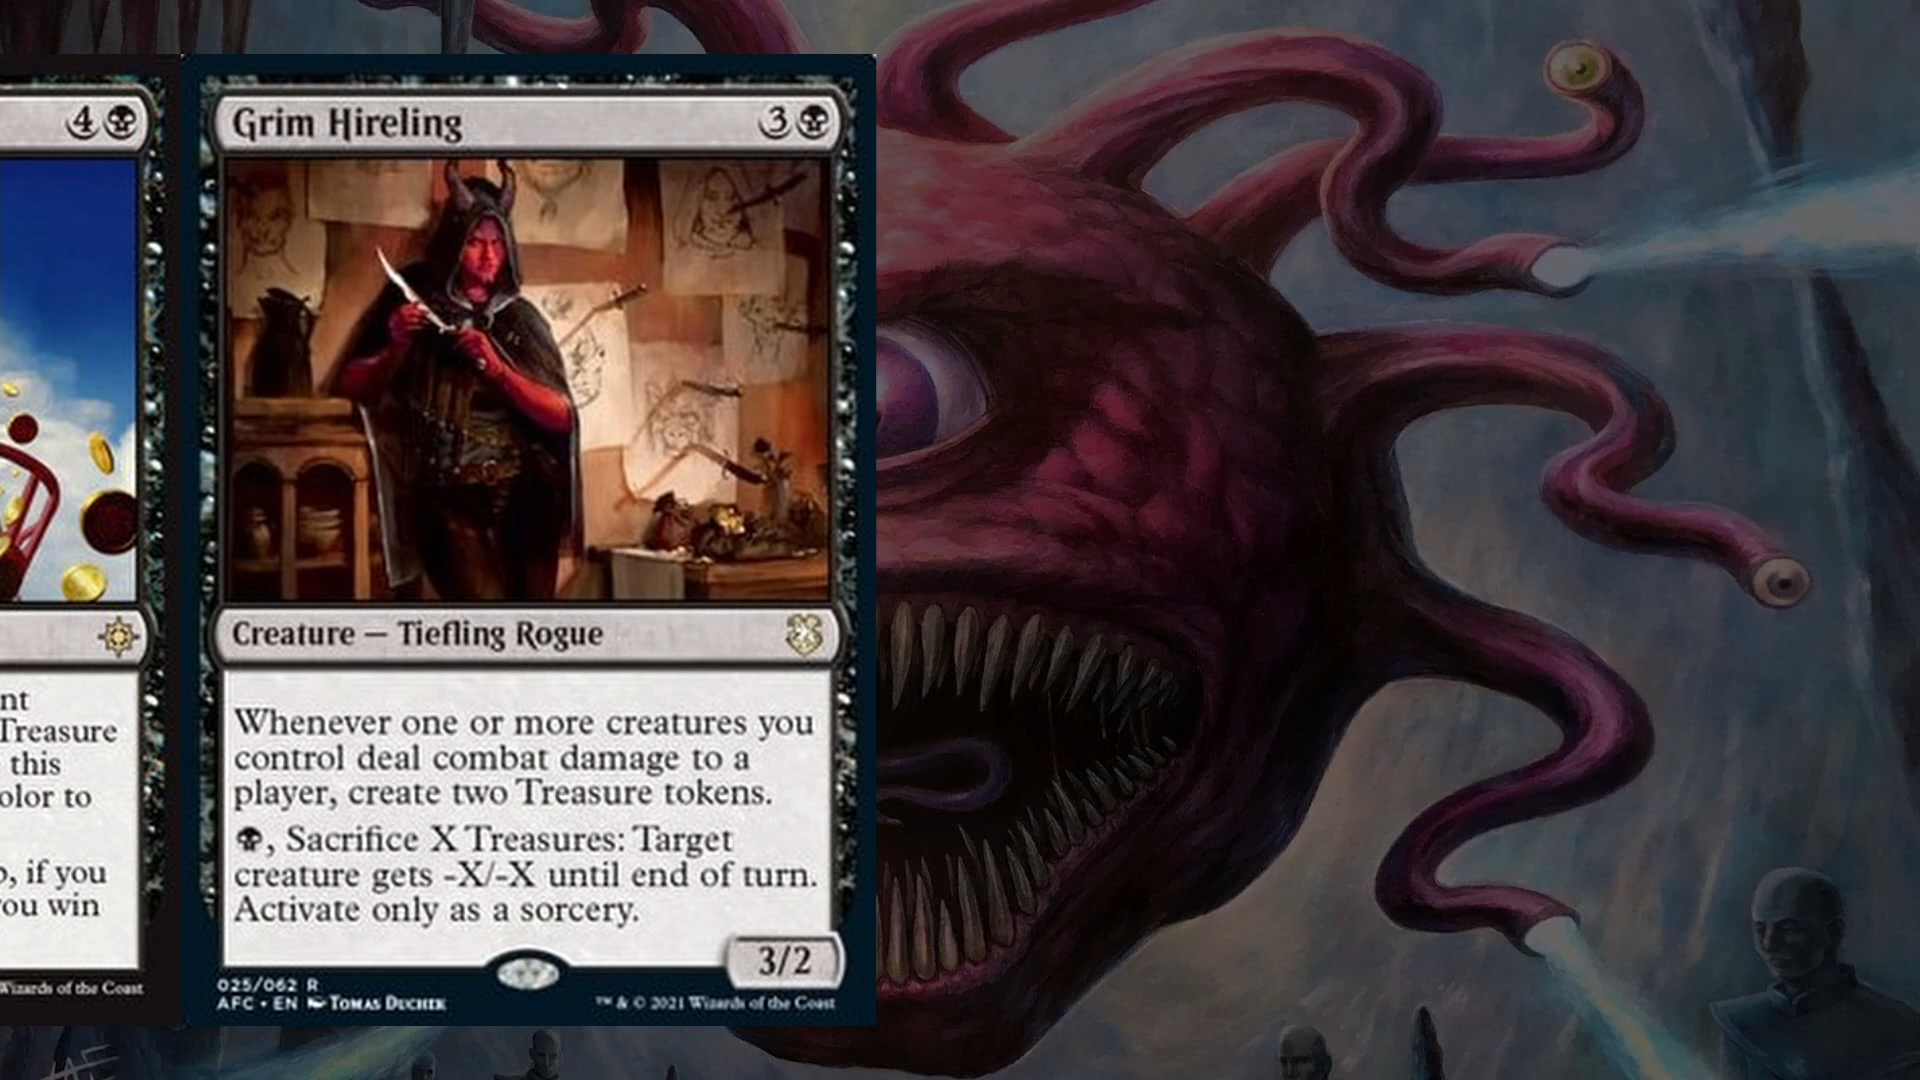 4
nt
Treasure
this
olor to
, if you
ou win
Wizards of the Coast
Grim Hireling
3
Creature — Tiefling Rogue
Whenever one or more creatures you
control deal combat damage to a
player, create two Treasure tokens.
, Sacrifice X Treasures: Target
creature gets -X/-X until end of turn.
Activate only as a sorcery.
3/2
025/062 R
AFC • EN Tomas Duchek
™ & © 2021 Wizards of the Coast